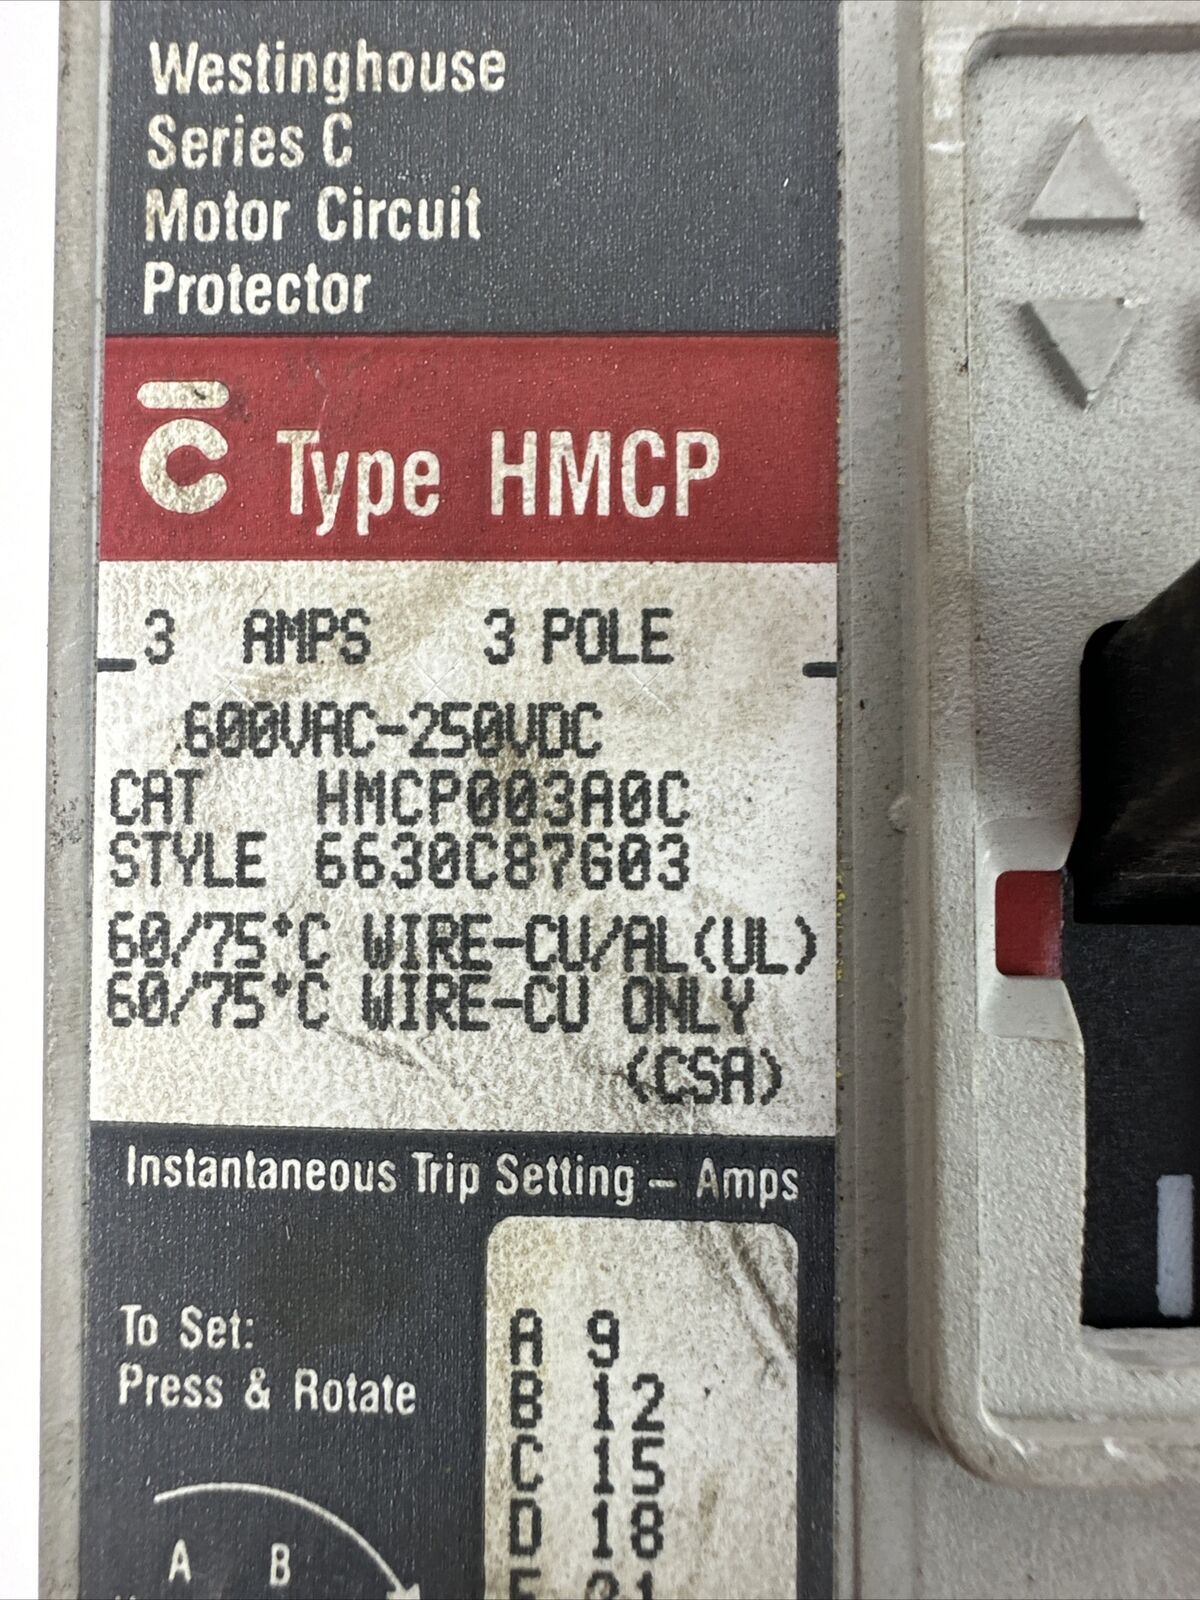 Westinghouse
Series C
Motor Circuit
Protector
C Type HMCP
3 AMPS 3 POLE
600VAC-250VDC
CAT HMCP003A0C
STYLE 6630C87G03
60/75°C WIRE-CU/AL(UL)
60/75°C WIRE-CU ONLY
(CSA)
Instantaneous Trip Setting – Amps
To Set:
Press & Rotate
A 9
B 12
C 15
D 18
E 21
A B